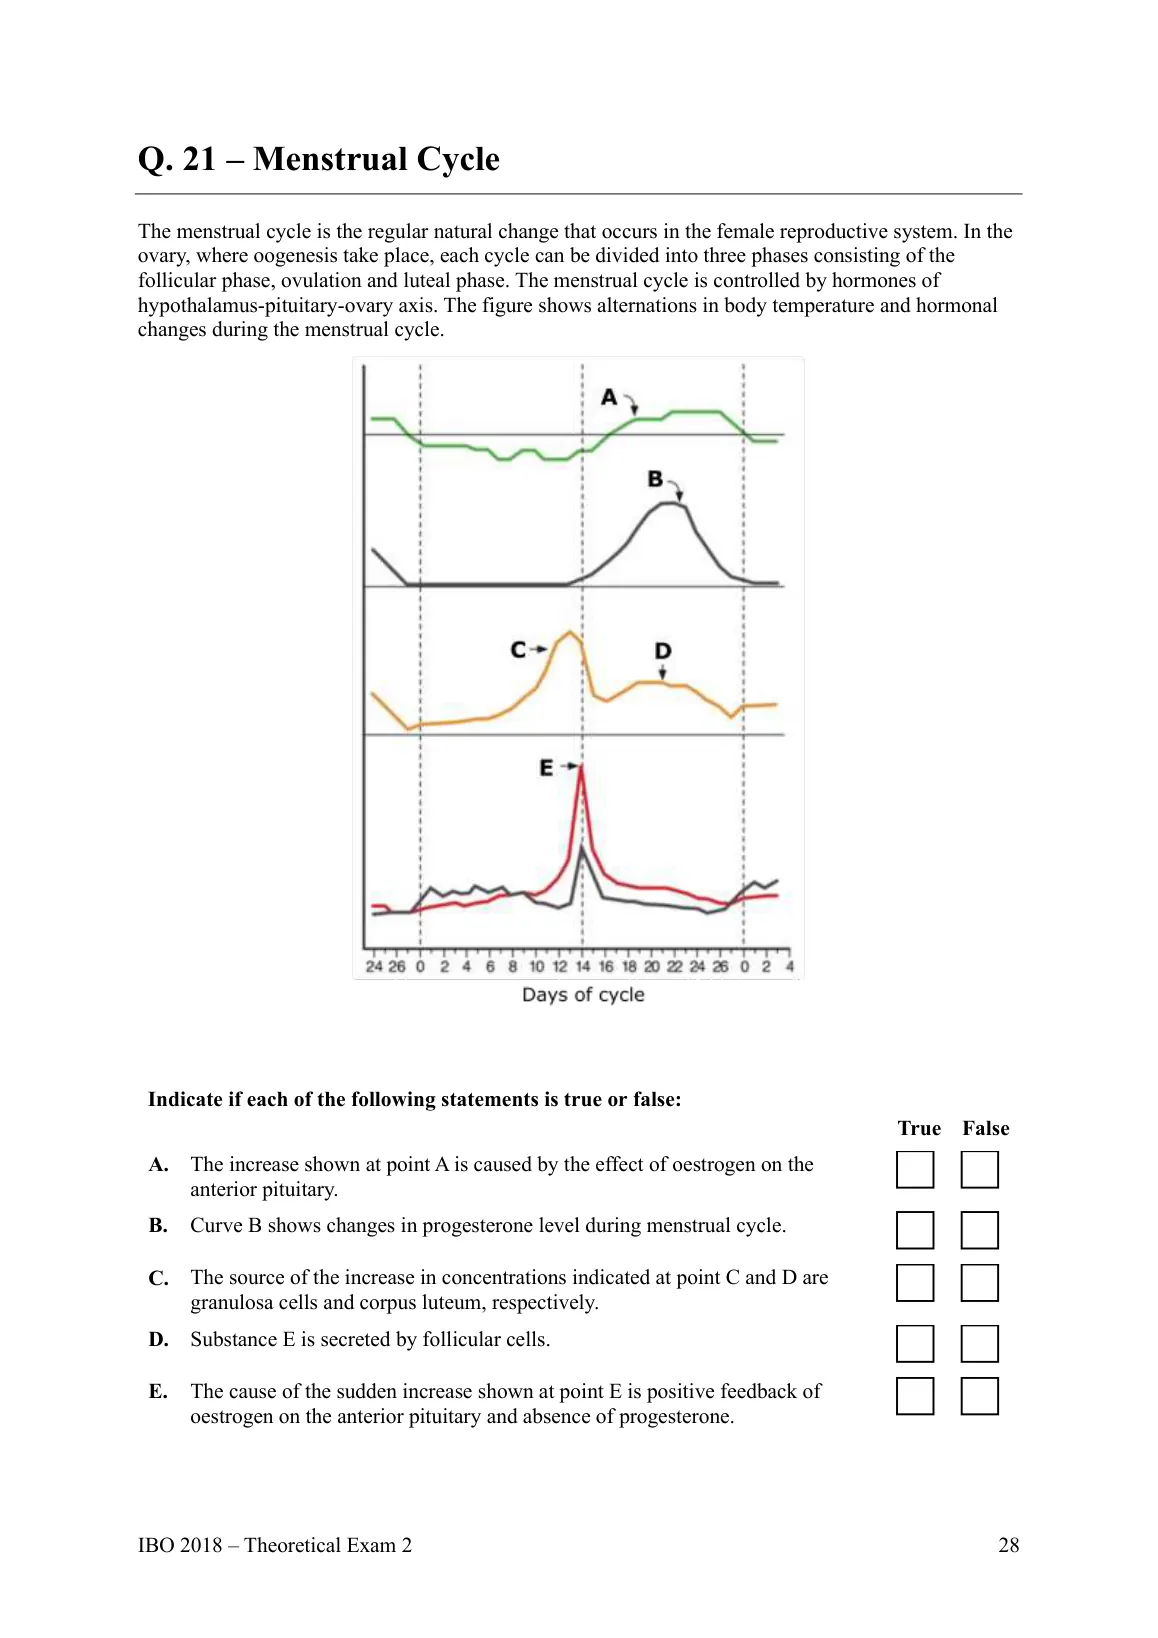 Q. 21 – Menstrual Cycle
The menstrual cycle is the regular natural change that occurs in the female reproductive system. In the
ovary, where oogenesis take place, each cycle can be divided into three phases consisting of the
follicular phase, ovulation and luteal phase. The menstrual cycle is controlled by hormones of
hypothalamus-pituitary-ovary axis. The figure shows alternations in body temperature and hormonal
changes during the menstrual cycle.
A
B
C
D
E
24 26 0 2 4 6 8 10 12 14 16 18 20 22 24 26 0 2 4
Days of cycle
Indicate if each of the following statements is true or false:
True False
A. The increase shown at point A is caused by the effect of oestrogen on the
anterior pituitary.
B. Curve B shows changes in progesterone level during menstrual cycle.
C. The source of the increase in concentrations indicated at point C and D are
granulosa cells and corpus luteum, respectively.
D. Substance E is secreted by follicular cells.
E. The cause of the sudden increase shown at point E is positive feedback of
oestrogen on the anterior pituitary and absence of progesterone.
IBO 2018 – Theoretical Exam 2 28